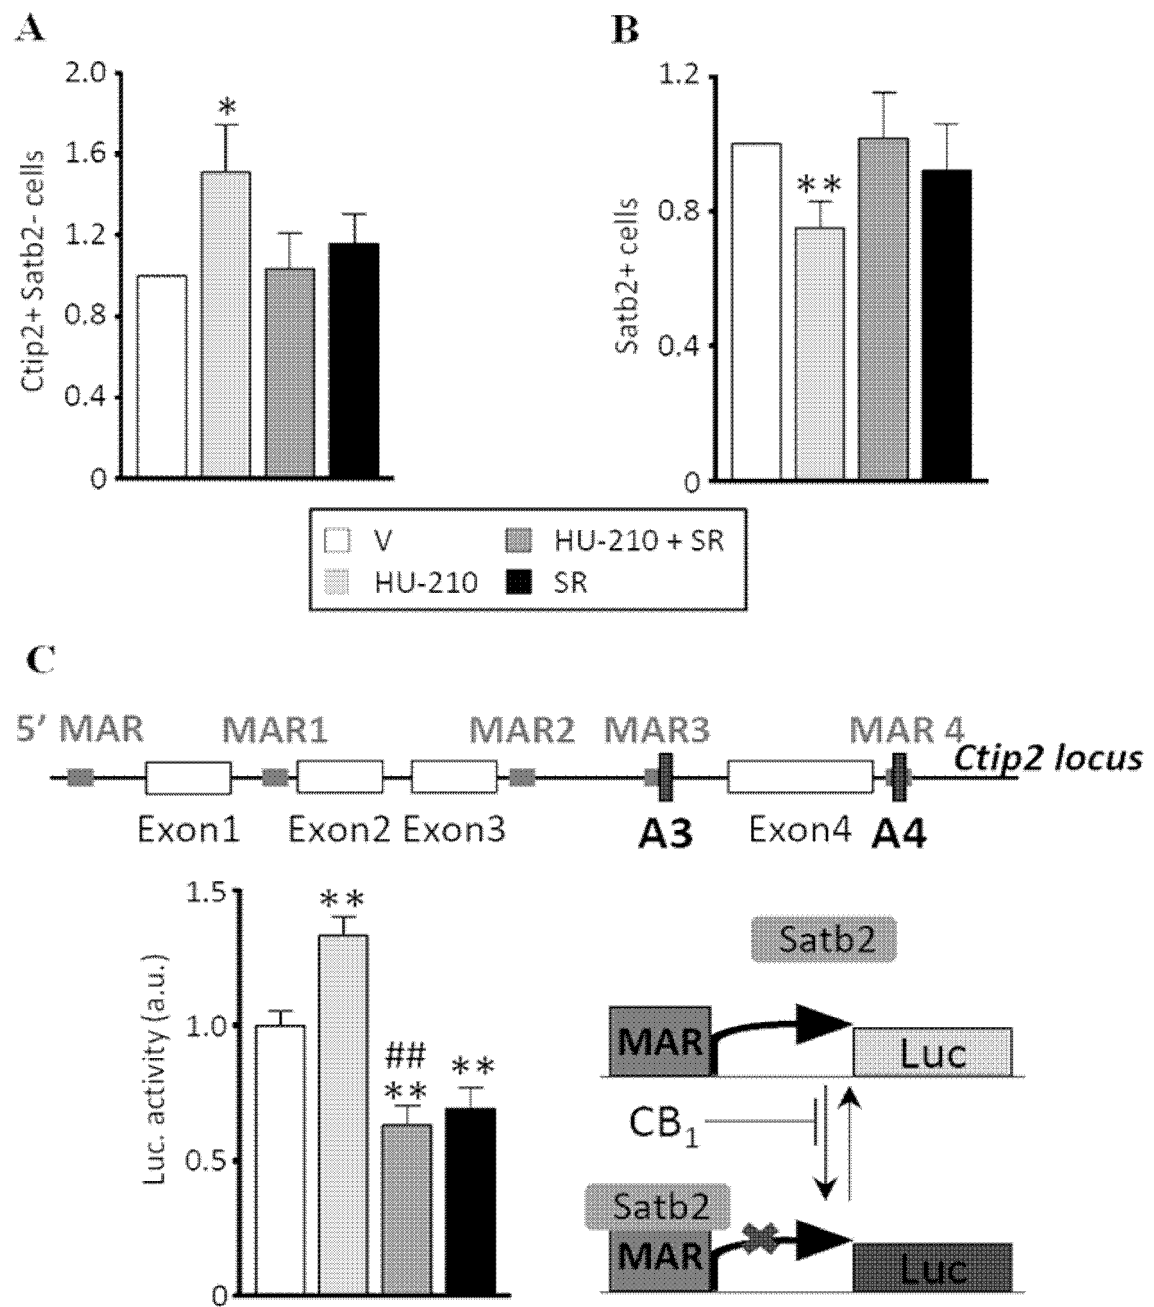 A
2.0
1.6
1.2
0.8
0.4
0
*
Ctip2+ Satb2- cells
B
1.2
0.8
0.4
0
**
Satb2+ cells
V
HU-210 + SR
HU-210
SR
C
5' MAR
MAR1
MAR2
MAR3
MAR 4
Ctip2 locus
Exon1
Exon2
Exon3
A3
Exon4
A4
1.5
1.0
0.5
0
**
##
**
**
Luc. activity (a.u.)
Satb2
MAR
Luc
CB1
Satb2
MAR
Luc